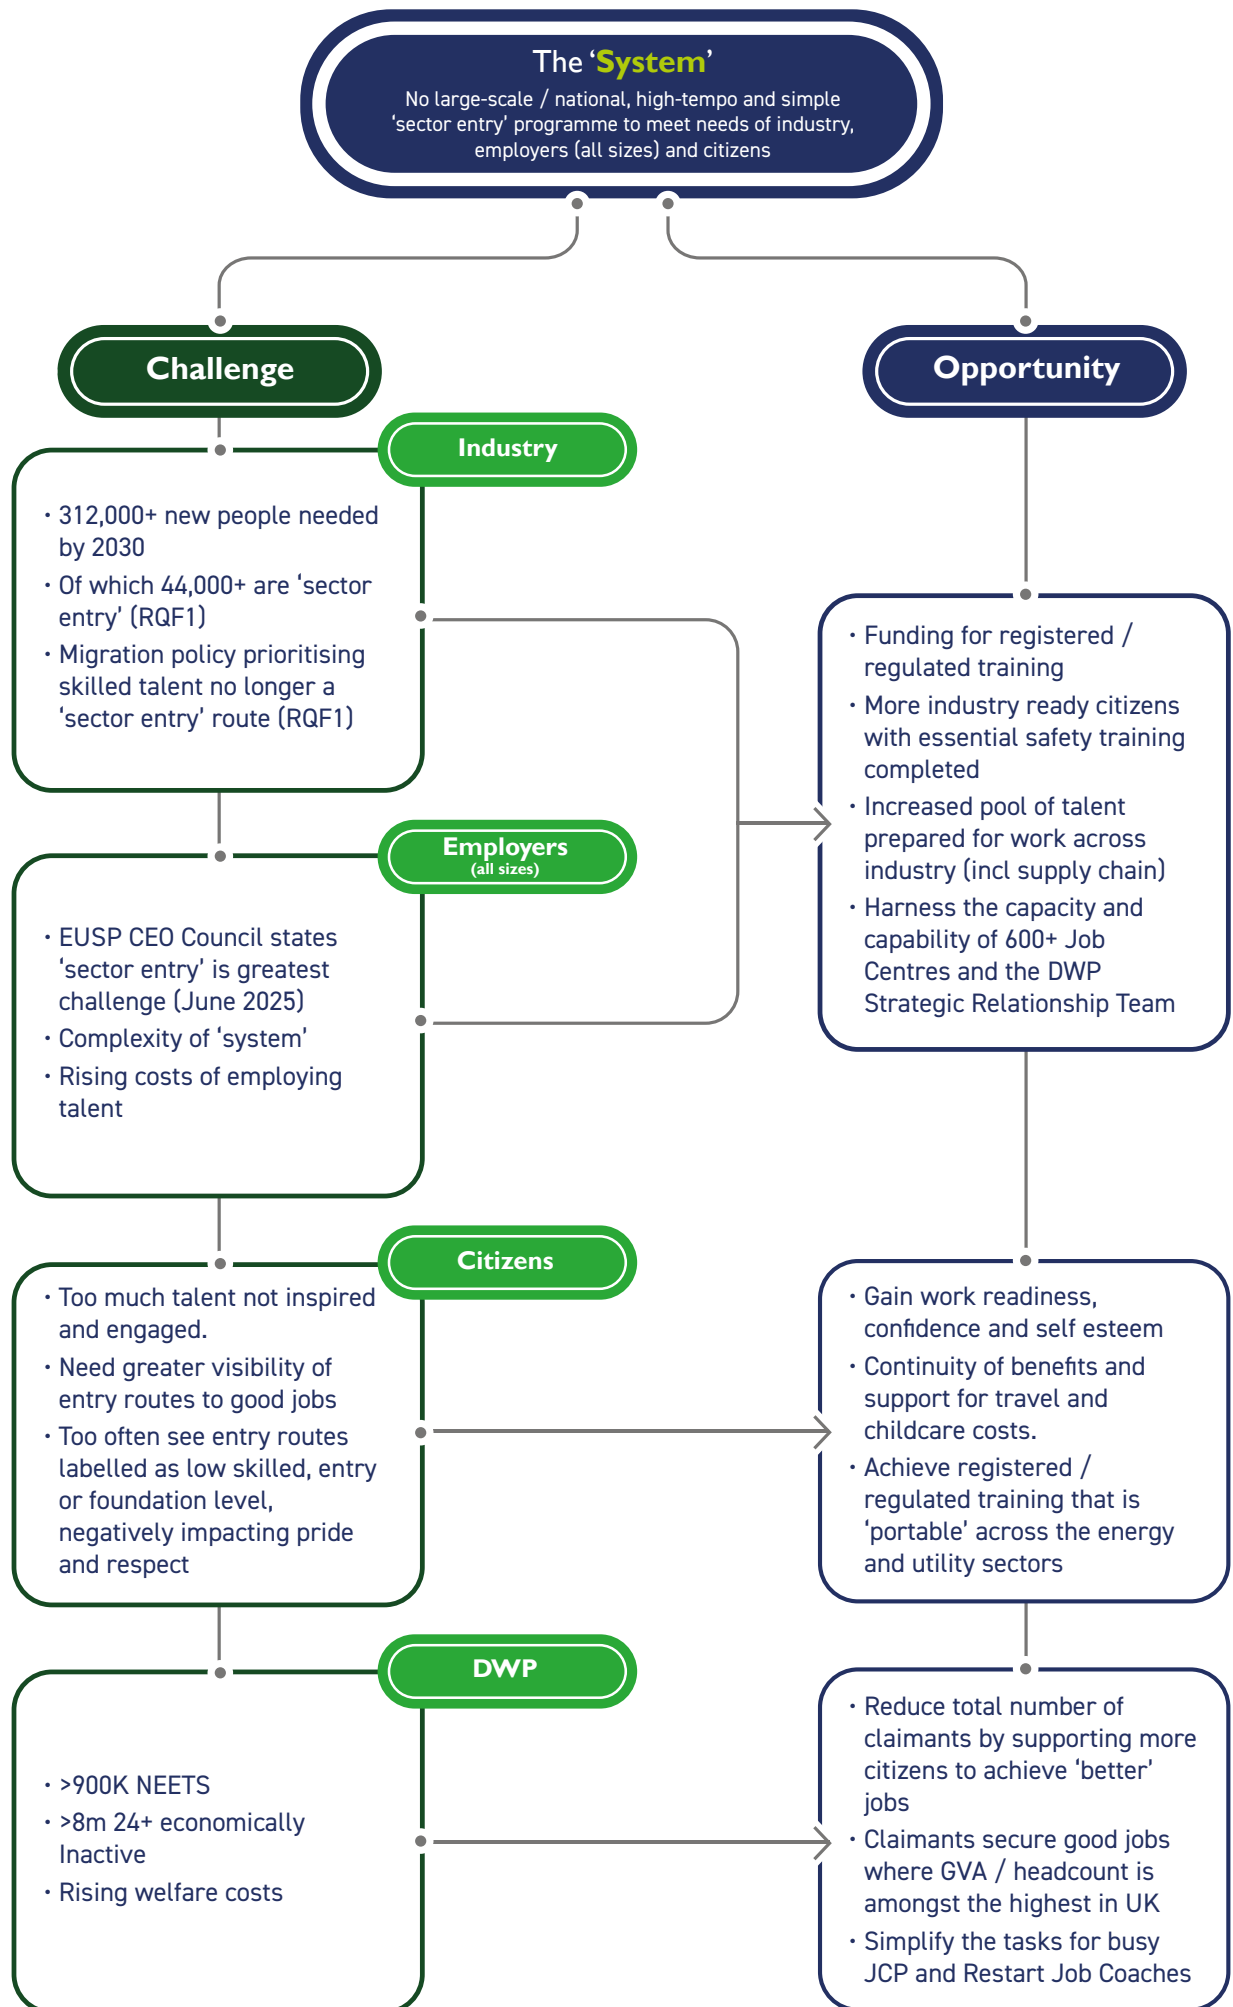 The ‘System’
No large-scale / national, high-tempo and simple
‘sector entry’ programme to meet needs of industry,
employers (all sizes) and citizens
Challenge
Opportunity
Industry
· 312,000+ new people needed
by 2030
· Of which 44,000+ are ‘sector
entry’ (RQF1)
· Migration policy prioritising
skilled talent no longer a
‘sector entry’ route (RQF1)
· Funding for registered /
regulated training
· More industry ready citizens
with essential safety training
completed
· Increased pool of talent
prepared for work across
industry (incl supply chain)
· Harness the capacity and
capability of 600+ Job
Centres and the DWP
Strategic Relationship Team
Employers
(all sizes)
· EUSP CEO Council states
‘sector entry’ is greatest
challenge (June 2025)
· Complexity of ‘system’
· Rising costs of employing
talent
Citizens
· Too much talent not inspired
and engaged.
· Need greater visibility of
entry routes to good jobs
· Too often see entry routes
labelled as low skilled, entry
or foundation level,
negatively impacting pride
and respect
· Gain work readiness,
confidence and self esteem
· Continuity of benefits and
support for travel and
childcare costs.
· Achieve registered /
regulated training that is
‘portable’ across the energy
and utility sectors
DWP
· >900K NEETS
· >8m 24+ economically
Inactive
· Rising welfare costs
· Reduce total number of
claimants by supporting more
citizens to achieve ‘better’
jobs
· Claimants secure good jobs
where GVA / headcount is
amongst the highest in UK
· Simplify the tasks for busy
JCP and Restart Job Coaches